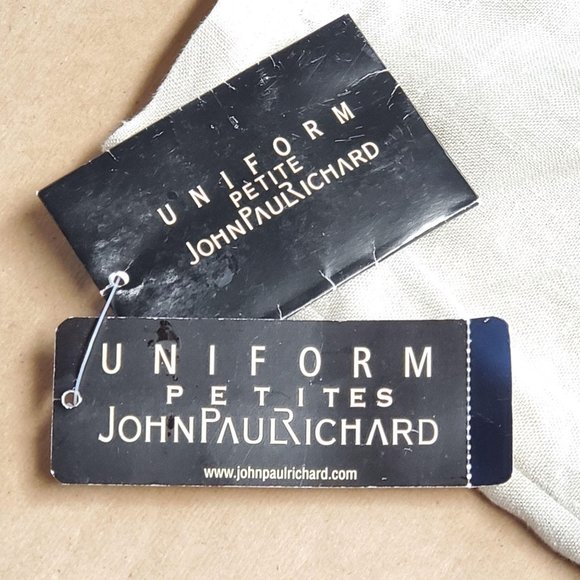 UNIFORM
PETITE
JOHNPAULRICHARD
UNIFORM
PETITES
JOHNPAULRICHARD
www.johnpaulrichard.com